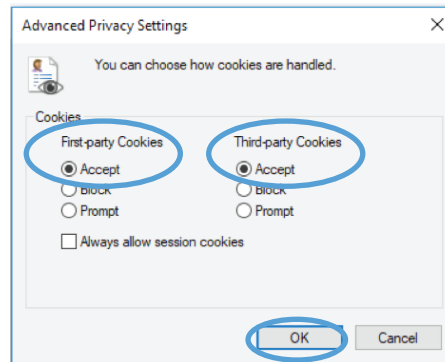 Advanced Privacy Settings
You can choose how cookies are handled.
Cookies
First-party Cookies
Third-party Cookies
Accept
Accept
Block
Block
Prompt
Prompt
Always allow session cookies
OK
Cancel